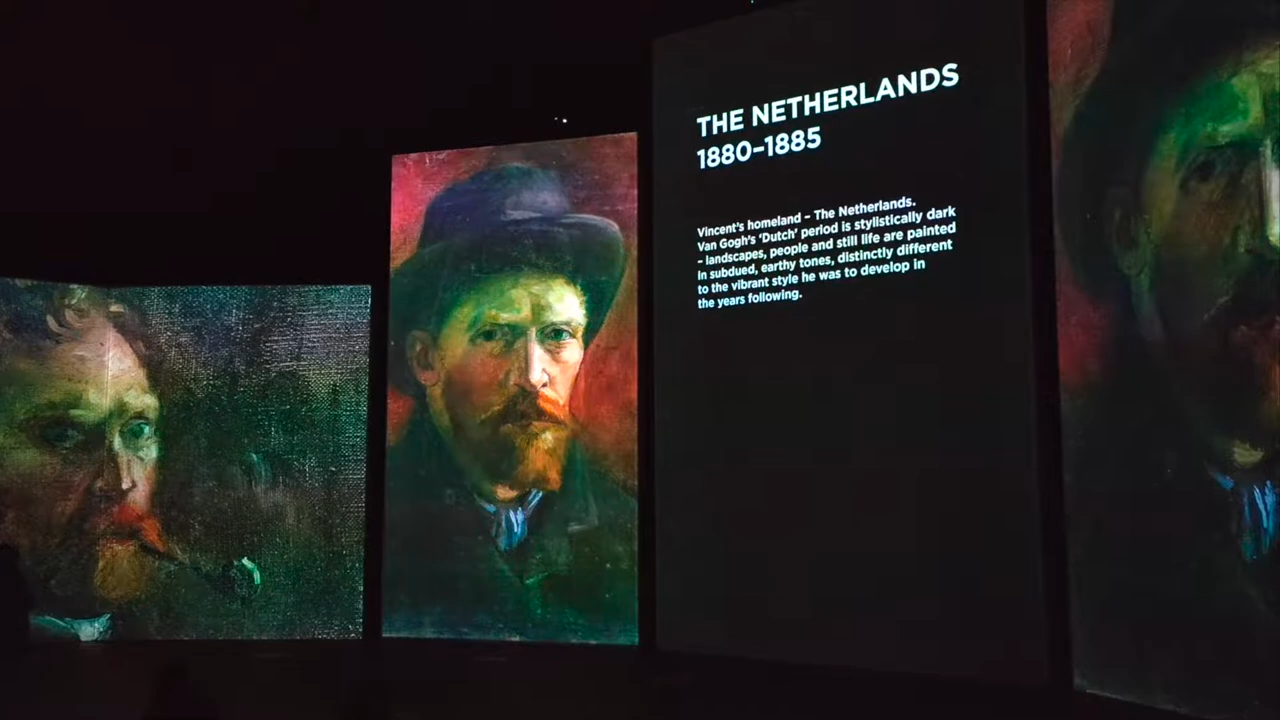 THE NETHERLANDS
1880–1885
Vincent's homeland – The Netherlands.
Van Gogh's 'Dutch' period is stylistically dark
– landscapes, people and still life are painted
in subdued, earthy tones, distinctly different
to the vibrant style he was to develop in
the years following.